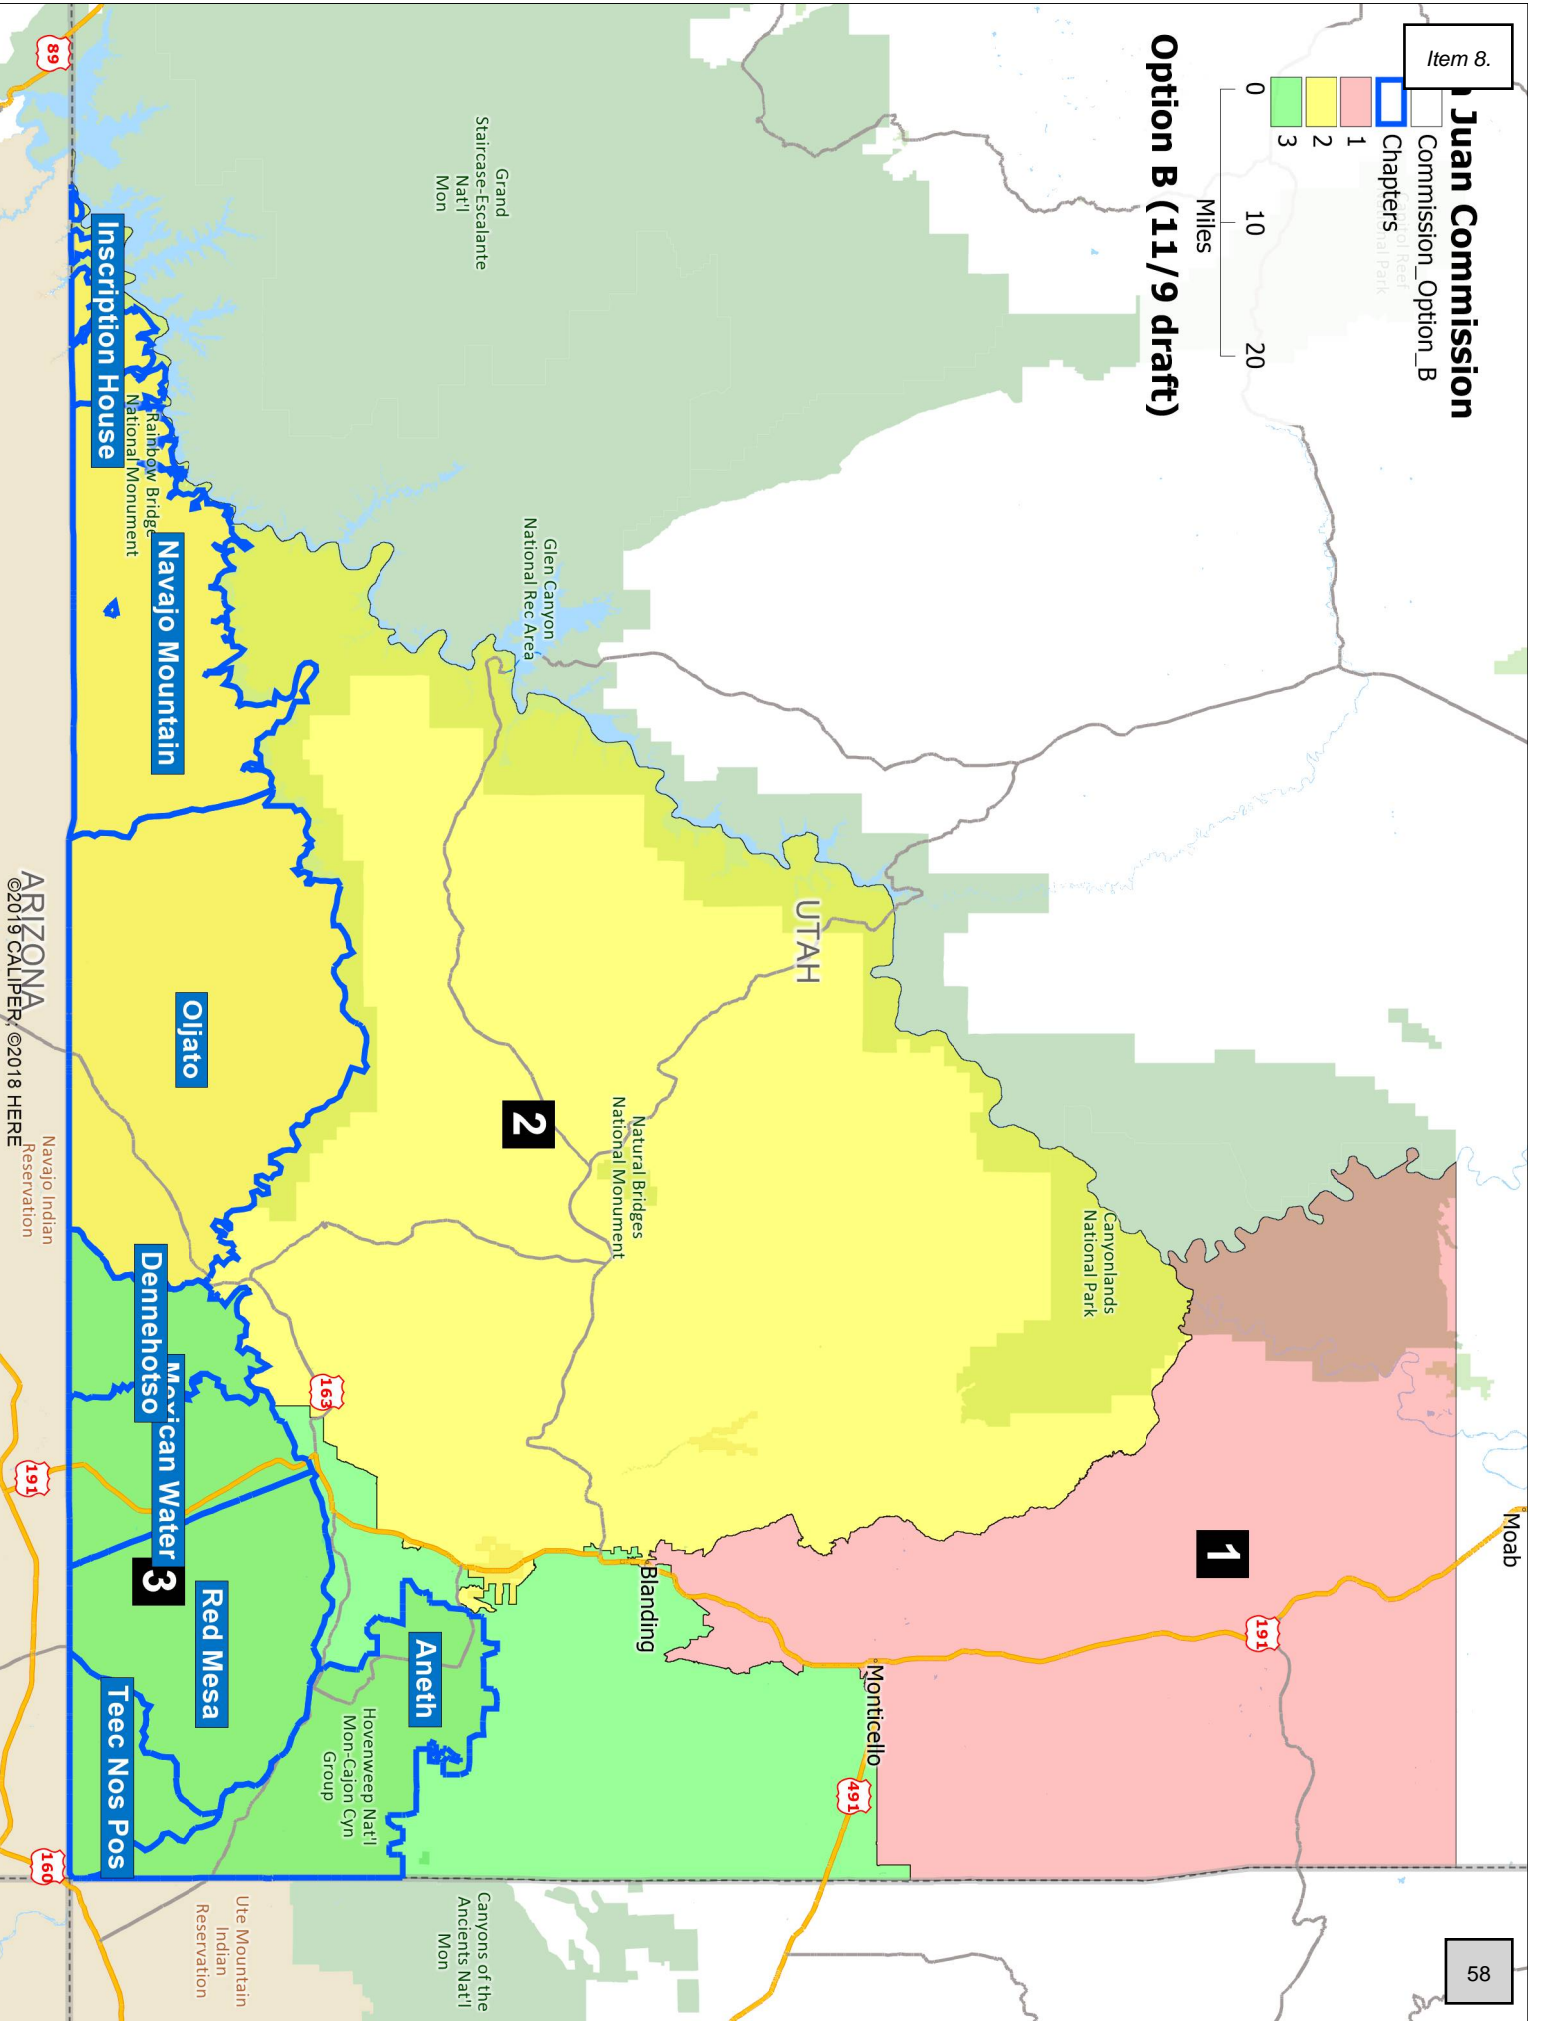 Item 8.
Juan Commission
Commission_Option_B
Chapters
1
2
3
0 10 20
Miles
Option B (11/9 draft)
Capitol Reef
National Park
Moab
1
191
Monticello
491
Blanding
Canyonlands
National Park
UTAH
Natural Bridges
National Monument
2
Glen Canyon
National Rec Area
Grand
Staircase-Escalante
Nat'l
Mon
163
Canyons of the
Ancients Nat'l
Mon
Aneth
Hovenweep Nat'l
Mon-Cajon Cyn
Group
Ute Mountain
Indian
Reservation
Red Mesa
Oljato
Navajo Mountain
Mexican Water
3
Dennehotso
Rainbow Bridge
National Monument
Inscription House
Teec Nos Pos
89
191
160
Navajo Indian
Reservation
ARIZONA
©2019 CALIPER; ©2018 HERE
58